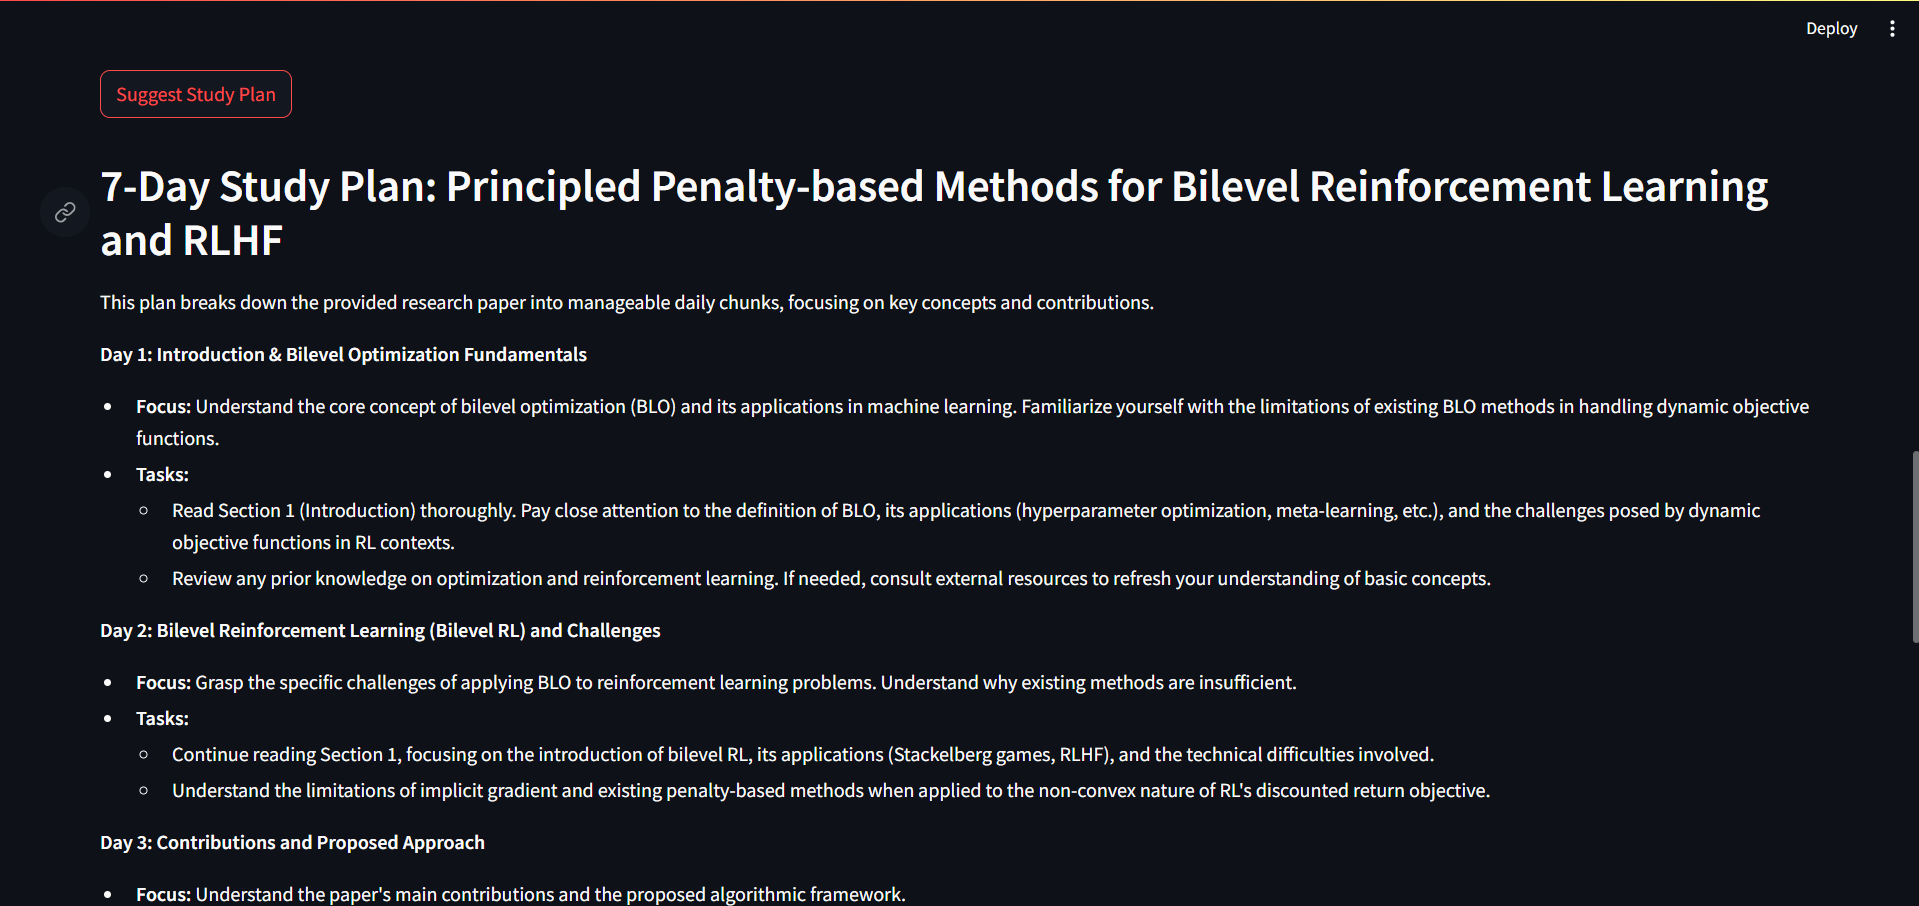 Deploy
Suggest Study Plan
7-Day Study Plan: Principled Penalty-based Methods for Bilevel Reinforcement Learning
and RLHF
This plan breaks down the provided research paper into manageable daily chunks, focusing on key concepts and contributions.
Day 1: Introduction & Bilevel Optimization Fundamentals
• Focus: Understand the core concept of bilevel optimization (BLO) and its applications in machine learning. Familiarize yourself with the limitations of existing BLO methods in handling dynamic objective
functions.
• Tasks:
◦ Read Section 1 (Introduction) thoroughly. Pay close attention to the definition of BLO, its applications (hyperparameter optimization, meta-learning, etc.), and the challenges posed by dynamic
objective functions in RL contexts.
◦ Review any prior knowledge on optimization and reinforcement learning. If needed, consult external resources to refresh your understanding of basic concepts.
Day 2: Bilevel Reinforcement Learning (Bilevel RL) and Challenges
• Focus: Grasp the specific challenges of applying BLO to reinforcement learning problems. Understand why existing methods are insufficient.
• Tasks:
◦ Continue reading Section 1, focusing on the introduction of bilevel RL, its applications (Stackelberg games, RLHF), and the technical difficulties involved.
◦ Understand the limitations of implicit gradient and existing penalty-based methods when applied to the non-convex nature of RL's discounted return objective.
Day 3: Contributions and Proposed Approach
• Focus: Understand the paper's main contributions and the proposed algorithmic framework.